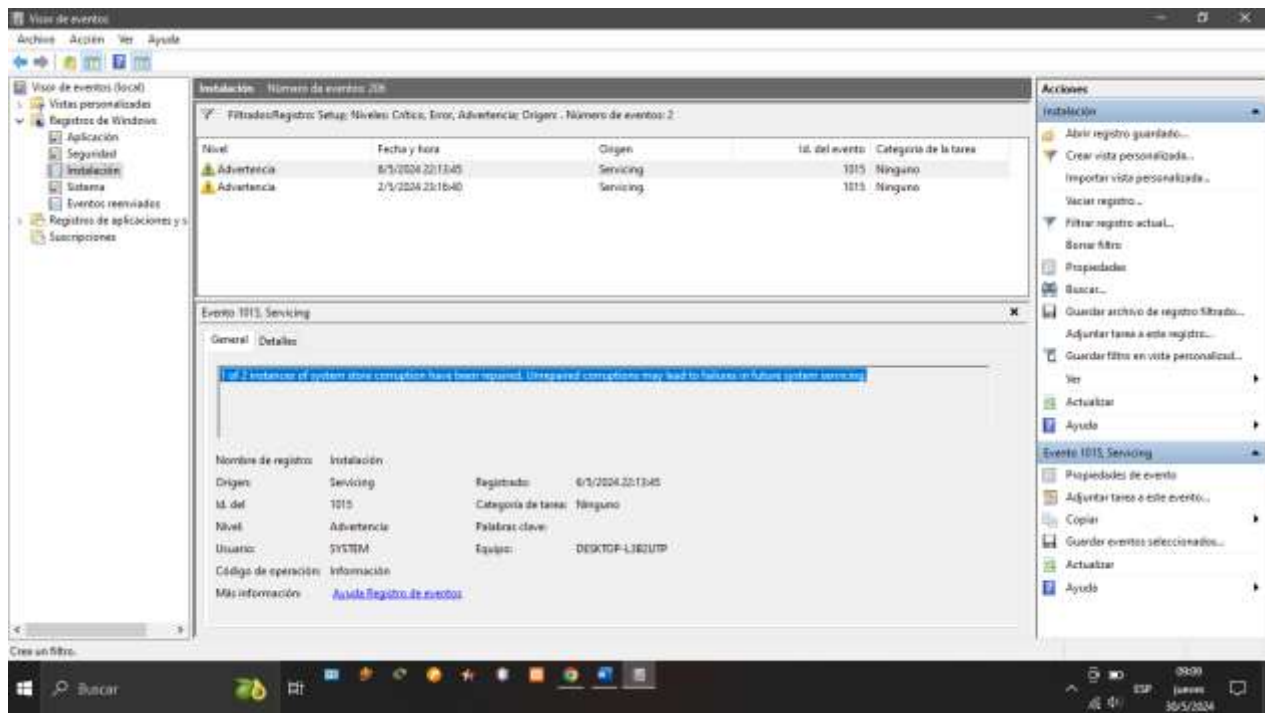 Visor de eventos
Archivo Acción Ver Ayuda
Visor de eventos (local)
Vistas personalizadas
Registros de Windows
Aplicación
Seguridad
Instalación
Sistema
Eventos reenviados
Registros de aplicaciones y s
Suscripciones
Instalación Número de eventos: 206
Filtrados:Registro: Setup; Niveles: Crítico, Error, Advertencia; Origen: . Número de eventos: 2
Nivel Fecha y hora Origen Id. del evento Categoría de la tarea
Advertencia 6/5/2024 22:13:45 Servicing 1015 Ninguno
Advertencia 2/5/2024 23:16:40 Servicing 1015 Ninguno
Evento 1015, Servicing
General Detalles
1 of 2 instances of system store corruption have been repaired. Unrepaired corruptions may lead to failures in future system servicing.
Nombre de registro: Instalación
Origen: Servicing Registrado: 6/5/2024 22:13:45
Id. del 1015 Categoría de tarea: Ninguno
Nivel: Advertencia Palabras clave:
Usuario: SYSTEM Equipo: DESKTOP-L3B2UTP
Código de operación: Información
Más información: Ayuda Registro de eventos
Acciones
Instalación
Abrir registro guardado...
Crear vista personalizada...
Importar vista personalizada...
Vaciar registro...
Filtrar registro actual...
Borrar filtro
Propiedades
Buscar...
Guardar archivo de registro filtrado...
Adjuntar tarea a este registro...
Guardar filtro en vista personalizad...
Ver
Actualizar
Ayuda
Evento 1015, Servicing
Propiedades de evento
Adjuntar tarea a este evento...
Copiar
Guardar eventos seleccionados...
Actualizar
Ayuda
Cree un filtro.
Buscar
ESP
09:09
jueves
30/5/2024